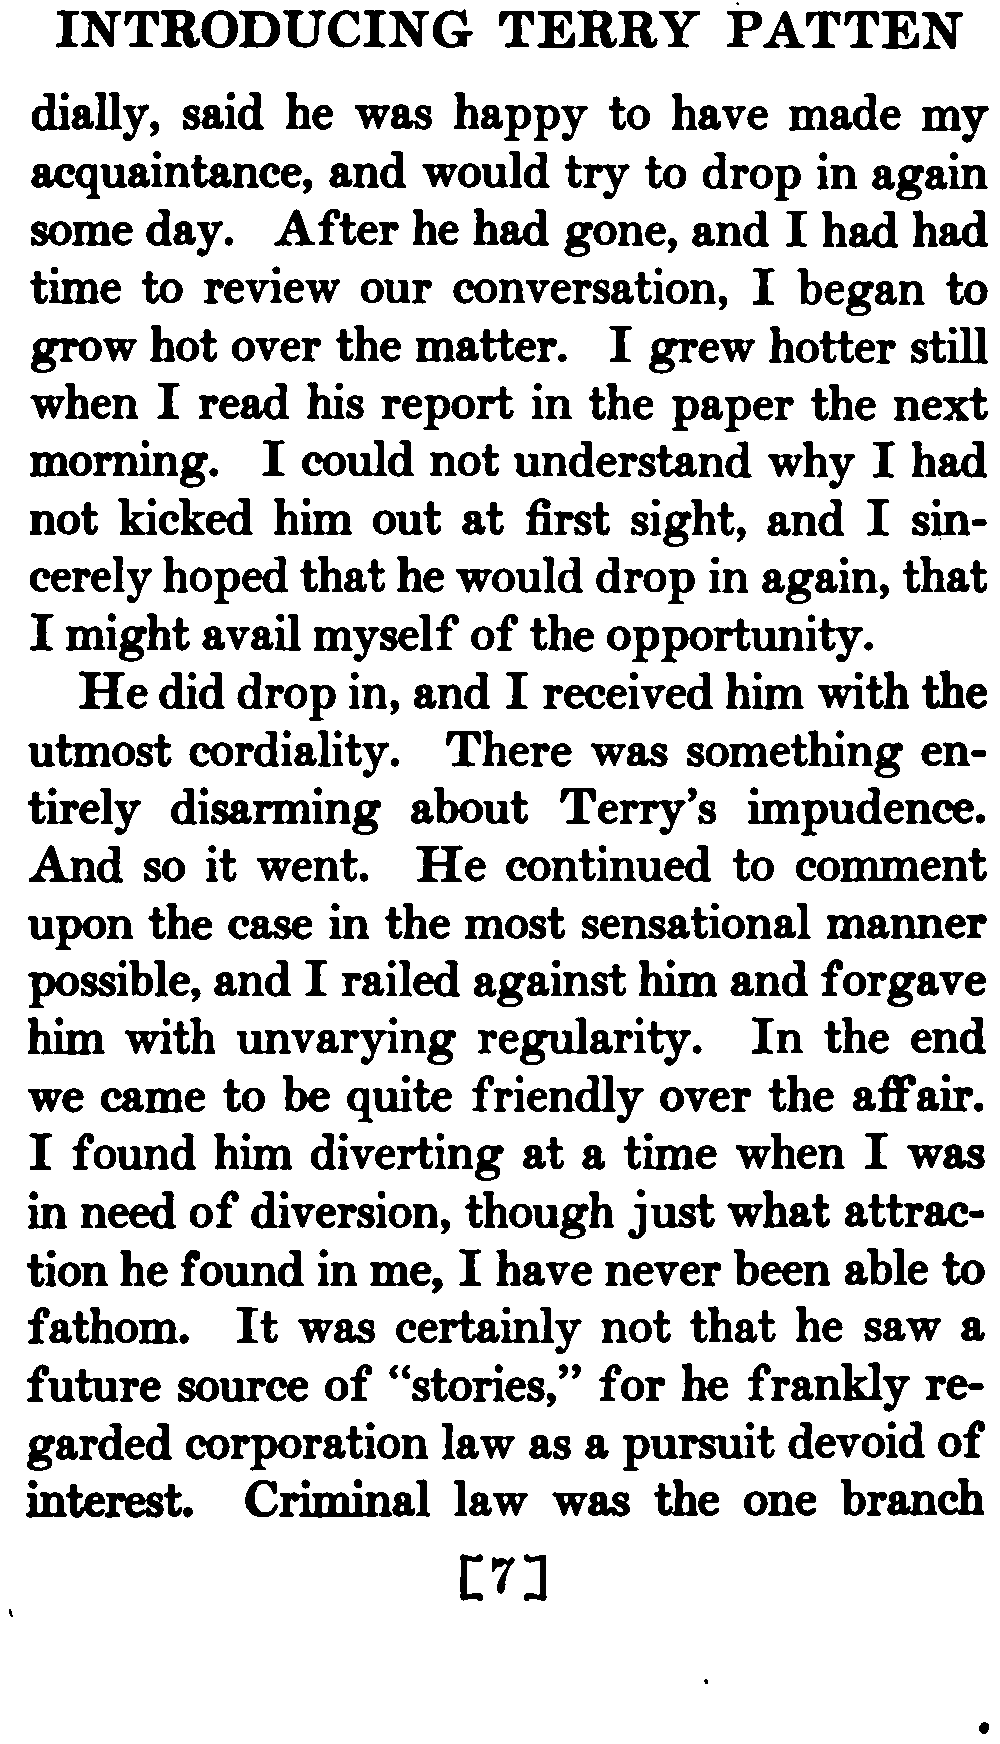 INTRODUCING TERRY PATTEN
dially, said he was happy to have made my
acquaintance, and would try to drop in again
some day. After he had gone, and I had had
time to review our conversation, I began to
grow hot over the matter. I grew hotter still
when I read his report in the paper the next
morning. I could not understand why I had
not kicked him out at first sight, and I sin-
cerely hoped that he would drop in again, that
I might avail myself of the opportunity.
He did drop in, and I received him with the
utmost cordiality. There was something en-
tirely disarming about Terry's impudence.
And so it went. He continued to comment
upon the case in the most sensational manner
possible, and I railed against him and forgave
him with unvarying regularity. In the end
we came to be quite friendly over the affair.
I found him diverting at a time when I was
in need of diversion, though just what attrac-
tion he found in me, I have never been able to
fathom. It was certainly not that he saw a
future source of "stories," for he frankly re-
garded corporation law as a pursuit devoid of
interest. Criminal law was the one branch
[7]